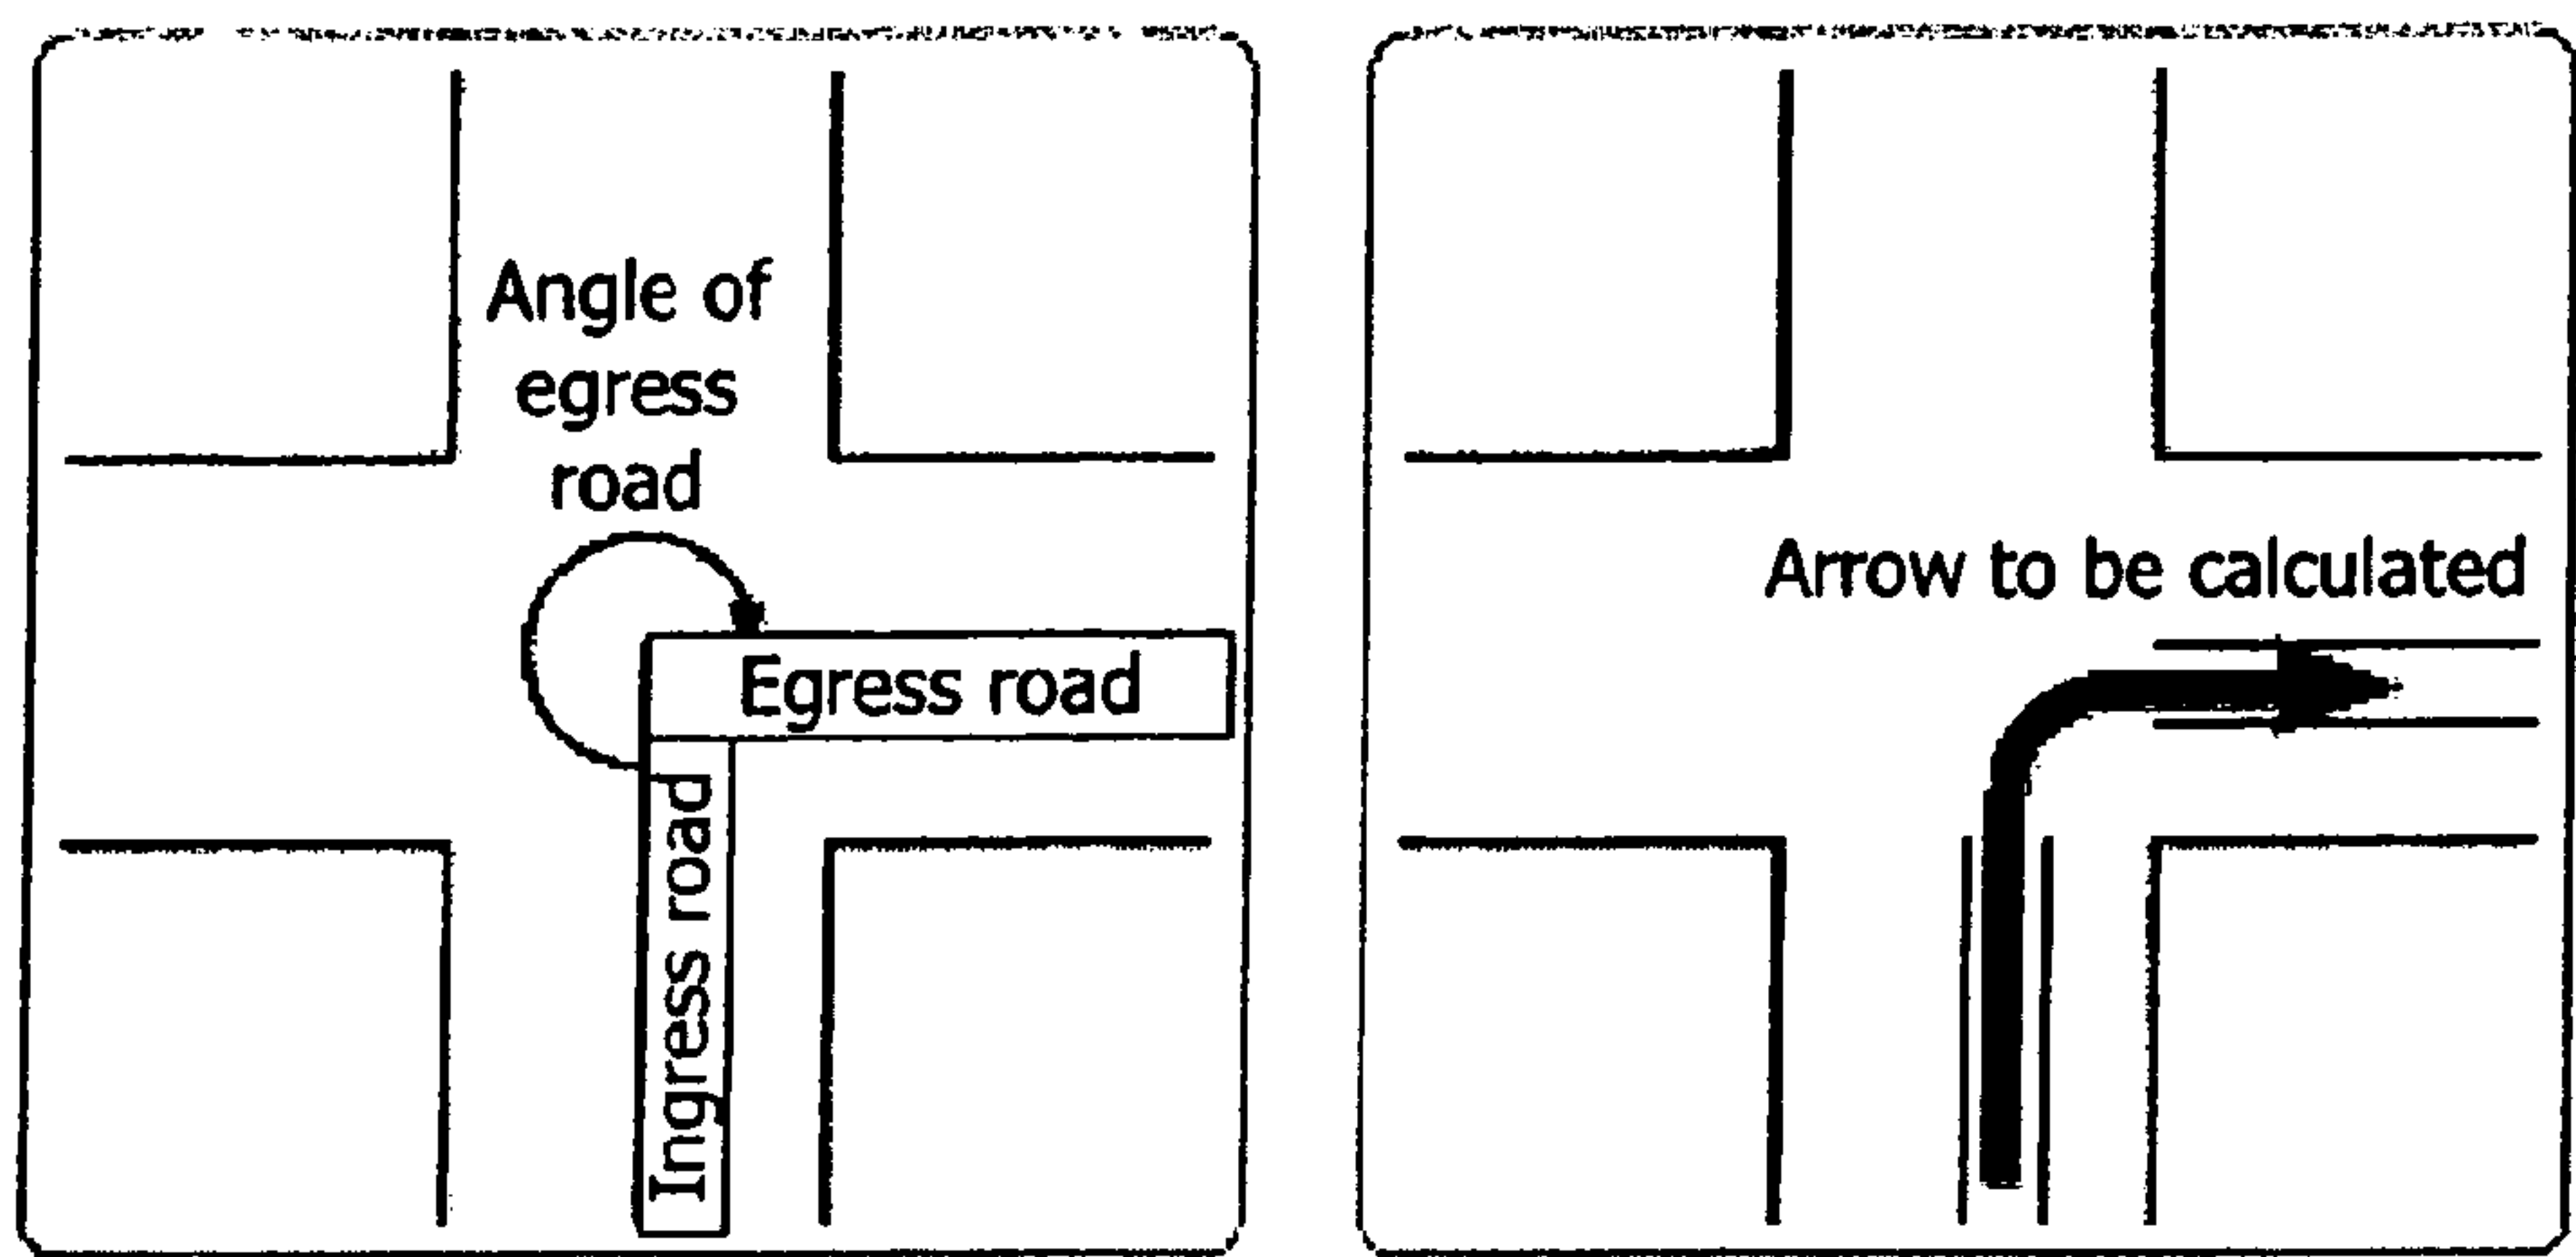 Angle of
egress
road
Egress road
Ingress road
Arrow to be calculated